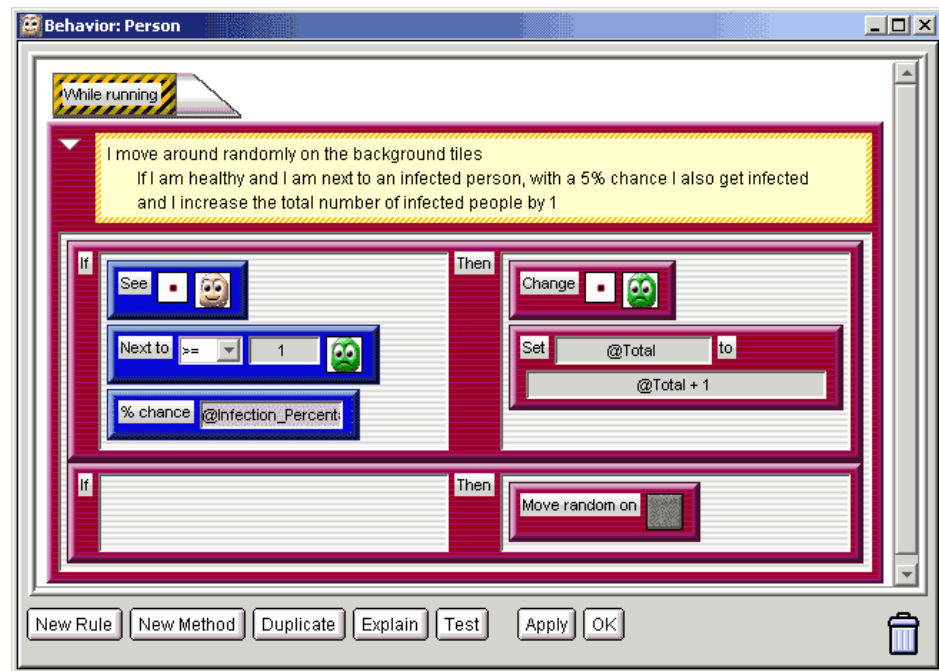 Behavior: Person
While running
I move around randomly on the background tiles
If I am healthy and I am next to an infected person, with a 5% chance I also get infected
and I increase the total number of infected people by 1
If
See
Next to >= 1
% chance @Infection_Percent
Then
Change
Set @Total to
@Total + 1
If
Then
Move random on
New Rule New Method Duplicate Explain Test Apply OK